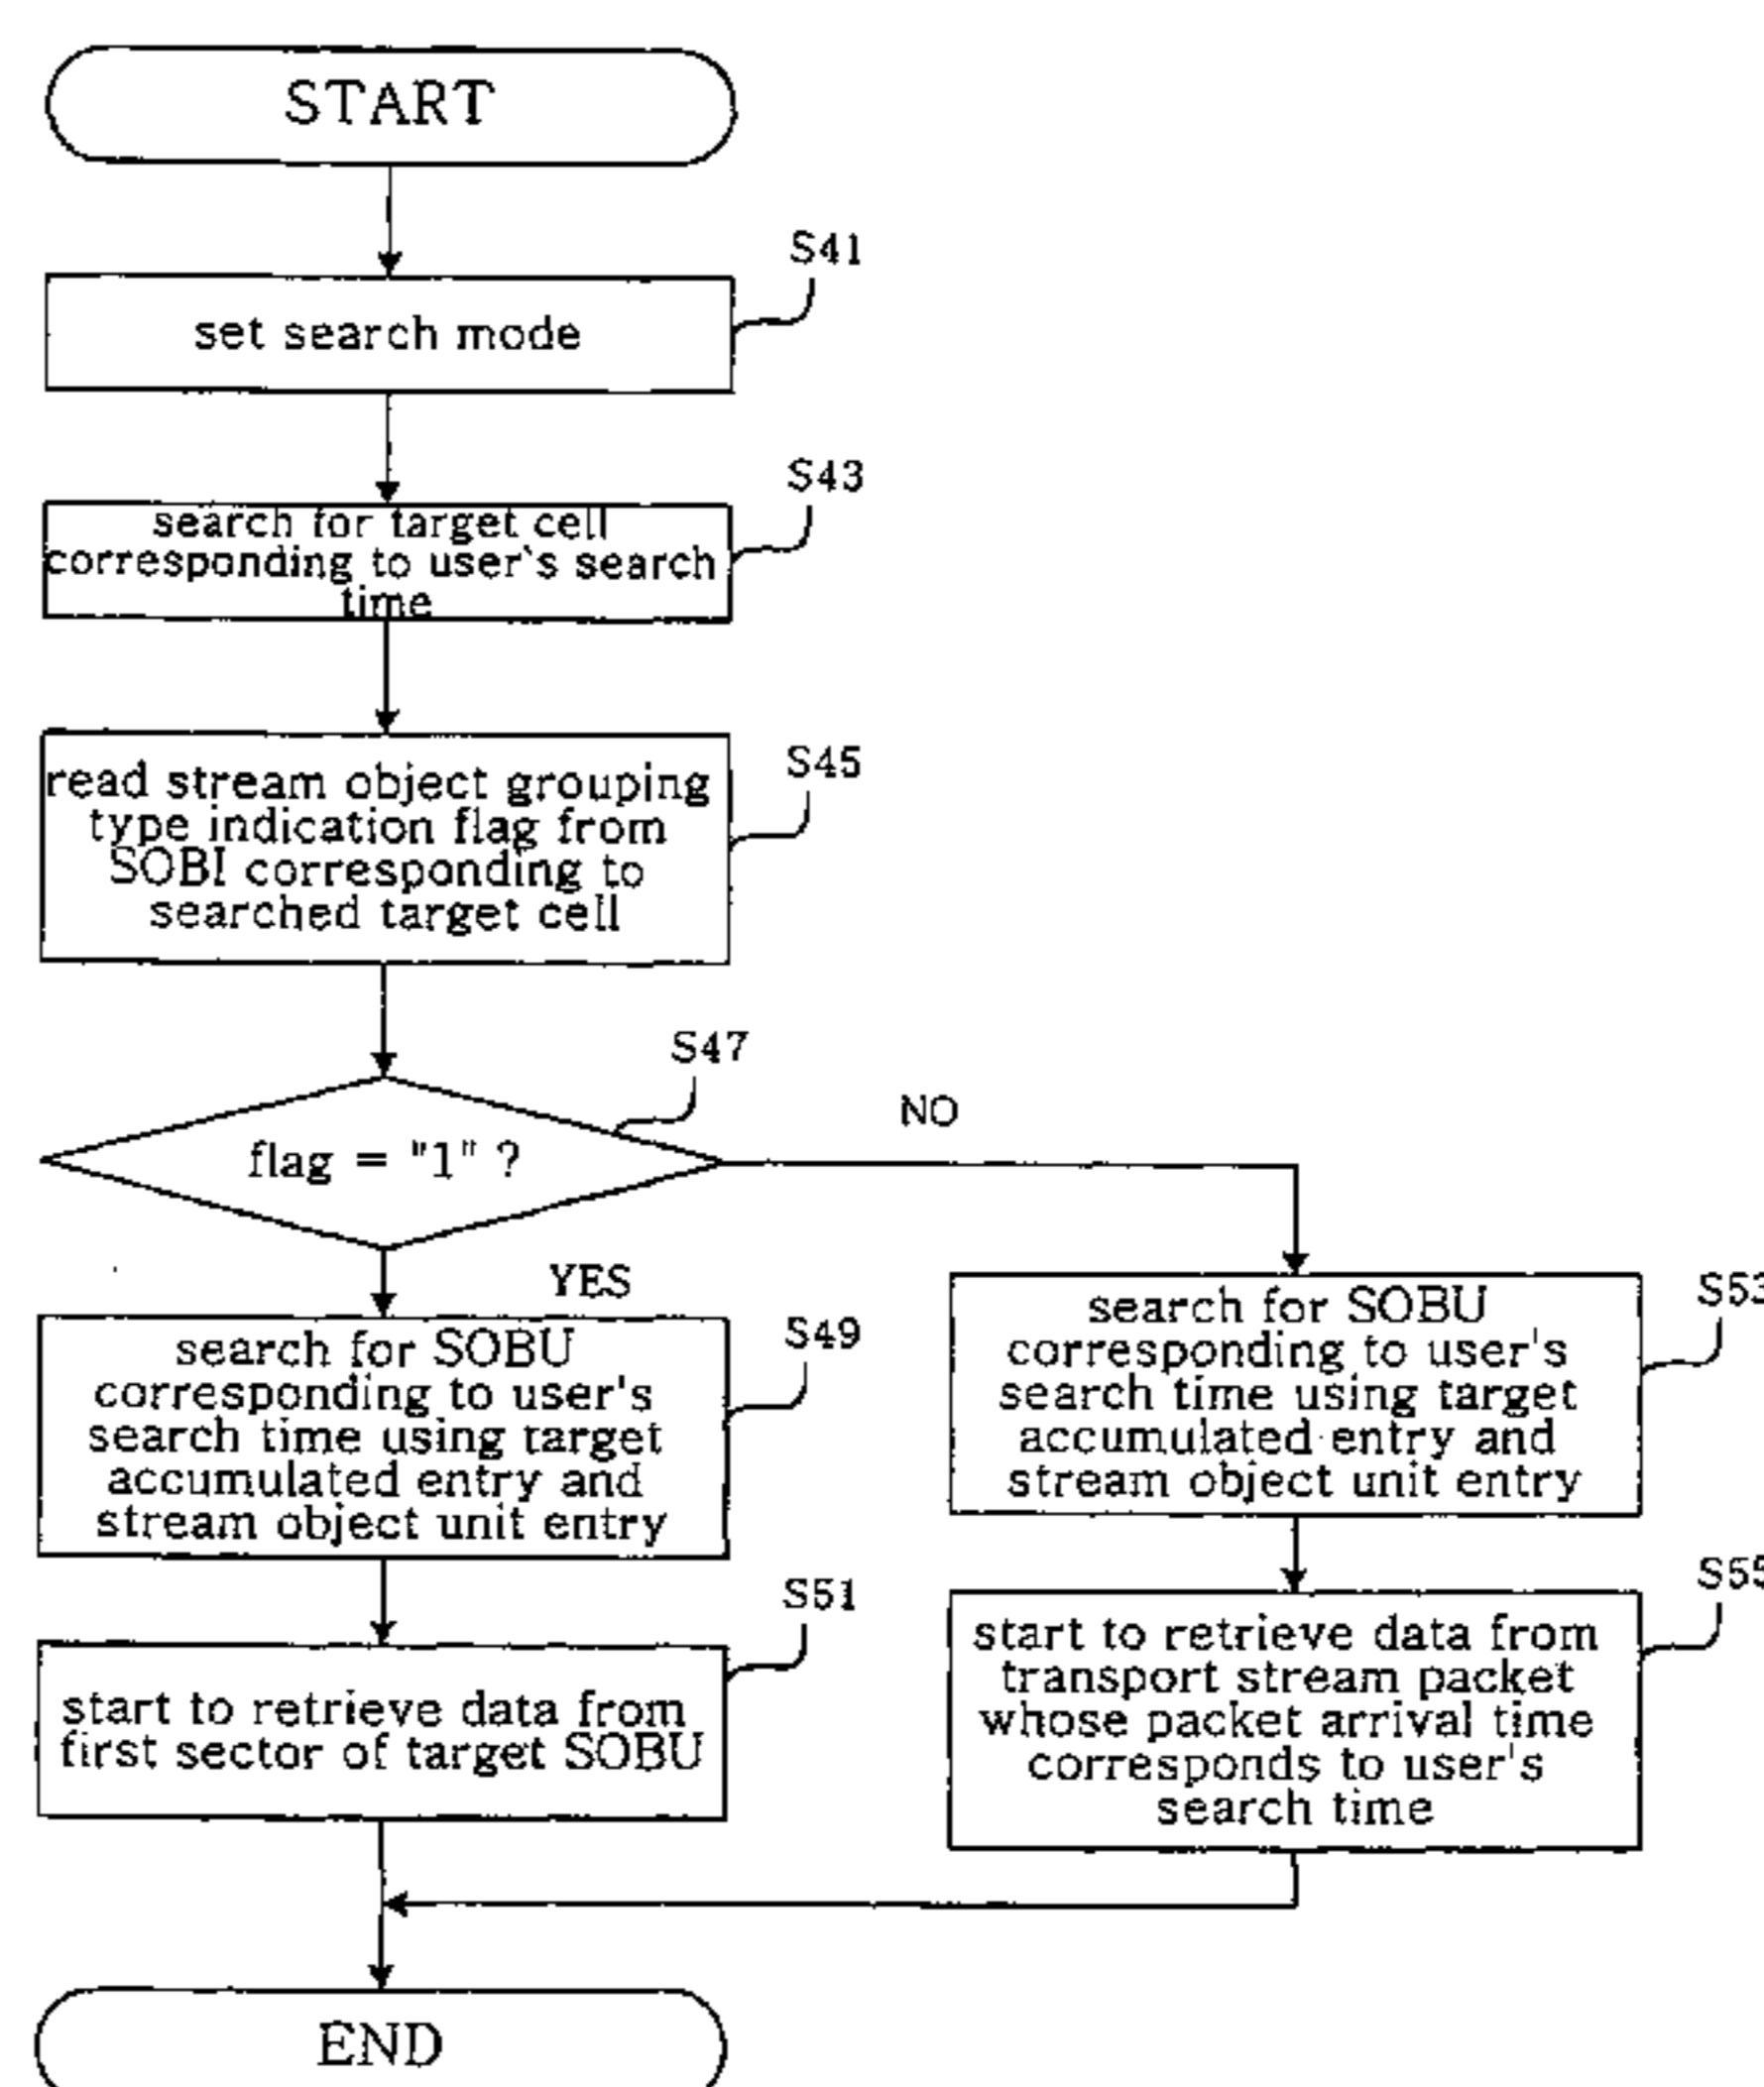 START
S41
set search mode
S43
search for target cell
corresponding to user's search
time
S45
read stream object grouping
type indication flag from
SOBI corresponding to
searched target cell
S47
flag = "1" ?
NO
YES
S49
search for SOBU
corresponding to user's
search time using target
accumulated entry and
stream object unit entry
S51
start to retrieve data from
first sector of target SOBU
S53
search for SOBU
corresponding to user's
search time using target
accumulated entry and
stream object unit entry
S55
start to retrieve data from
transport stream packet
whose packet arrival time
corresponds to user's
search time
END